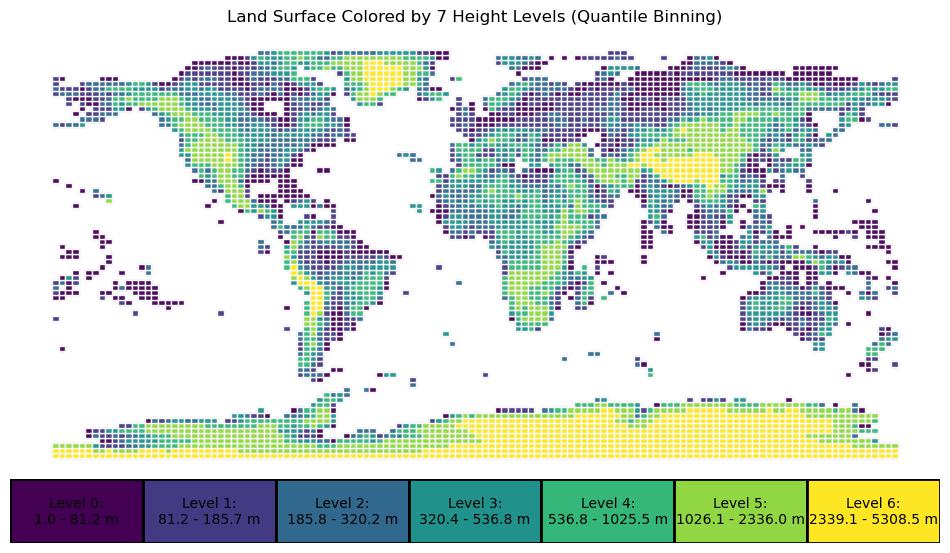 Land Surface Colored by 7 Height Levels (Quantile Binning)
Level 0:
1.0 - 81.2 m
Level 1:
81.2 - 185.7 m
Level 2:
185.8 - 320.2 m
Level 3:
320.4 - 536.8 m
Level 4:
536.8 - 1025.5 m
Level 5:
1026.1 - 2336.0 m
Level 6:
2339.1 - 5308.5 m